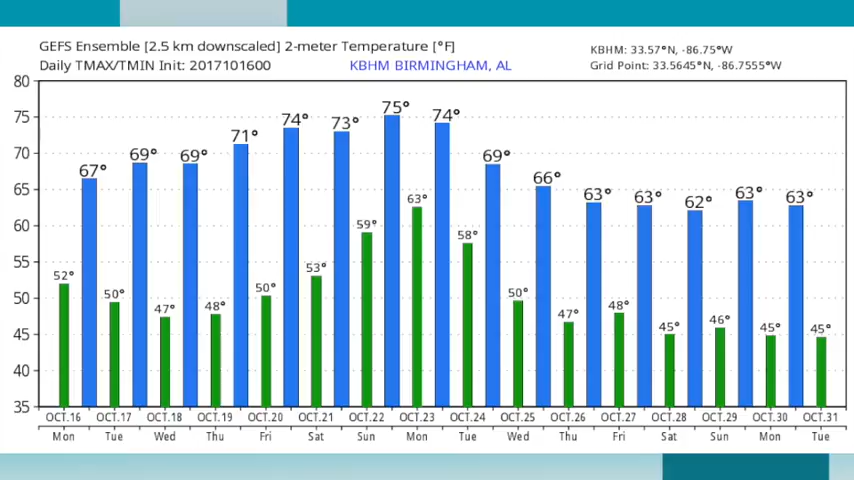 GEFS Ensemble [2.5 km downscaled] 2-meter Temperature [°F]
KBHM: 33.57°N, -86.75°W
Daily TMAX/TMIN Init: 2017101600
KBHM BIRMINGHAM, AL
Grid Point: 33.5645°N, -86.7555°W
80
75
70
65
60
55
50
45
40
35
67° 69° 69° 71° 74° 73° 75° 74° 69° 66° 63° 63° 62° 63° 63°
52° 50° 47° 48° 50° 53° 59° 63° 58° 50° 47° 48° 45° 46° 45° 45°
OCT.16 OCT.17 OCT.18 OCT.19 OCT.20 OCT.21 OCT.22 OCT.23 OCT.24 OCT.25 OCT.26 OCT.27 OCT.28 OCT.29 OCT.30 OCT.31
Mon Tue Wed Thu Fri Sat Sun Mon Tue Wed Thu Fri Sat Sun Mon Tue